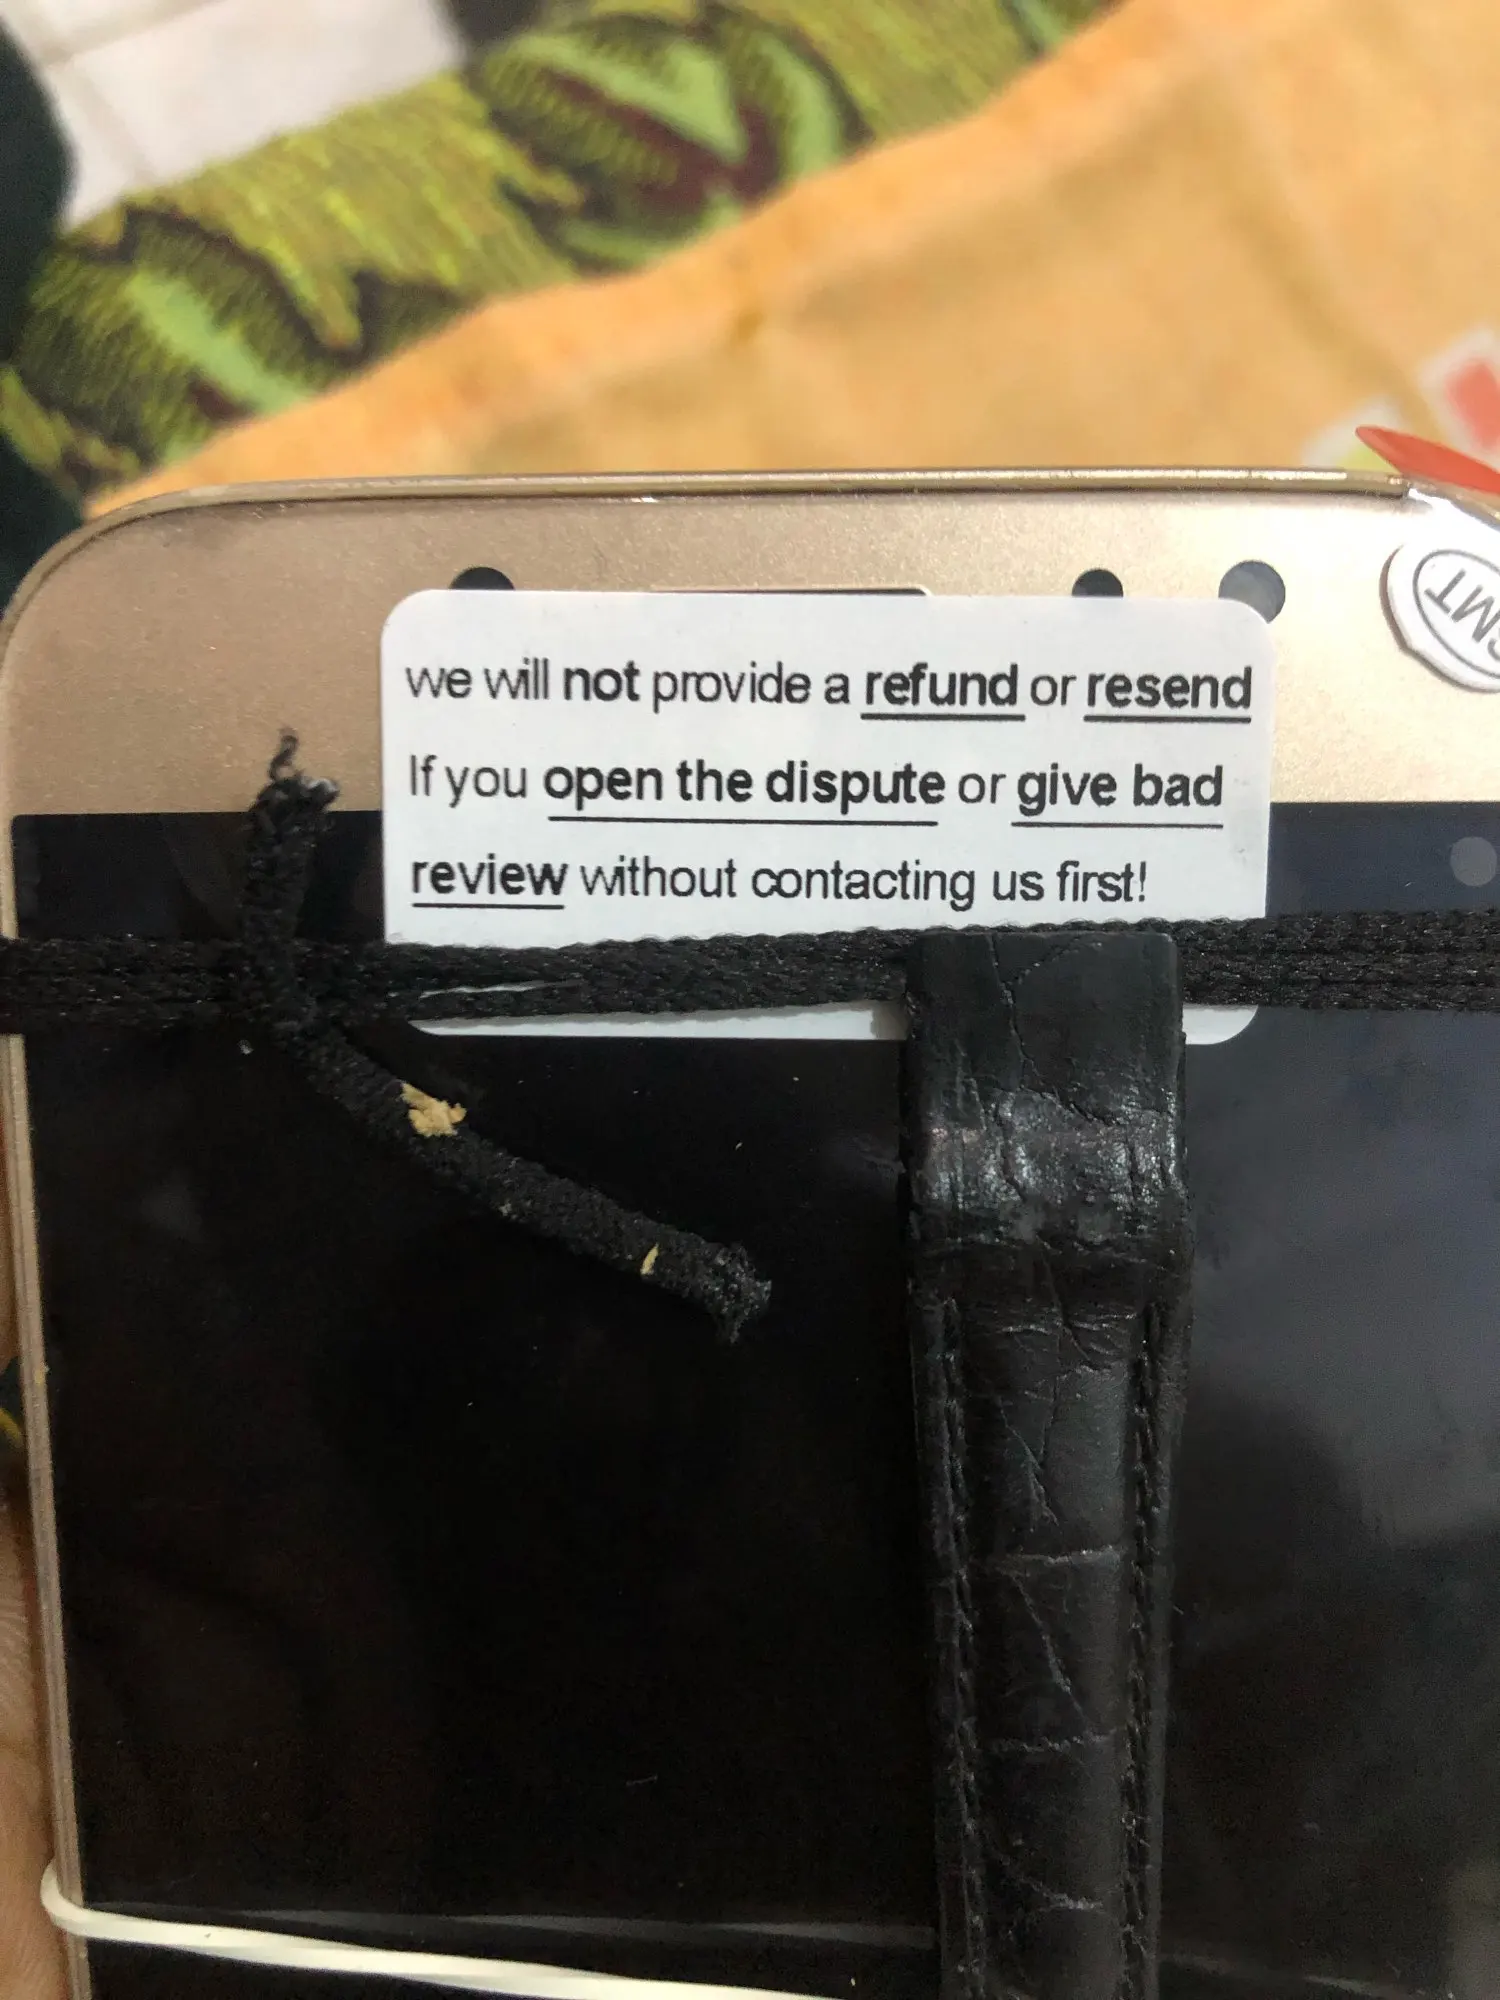 we will not provide a refund or resend
If you open the dispute or give bad
review without contacting us first!